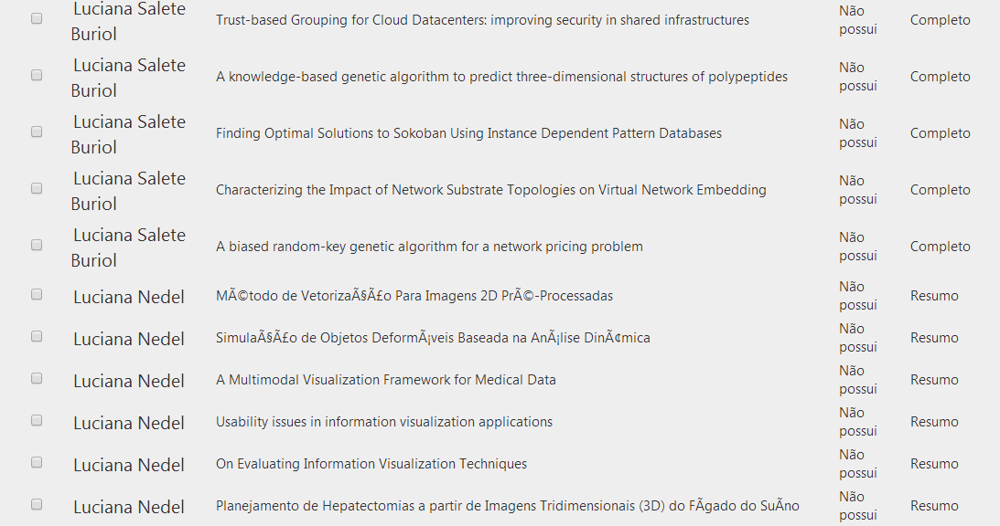 Luciana Salete Buriol Trust-based Grouping for Cloud Datacenters: improving security in shared infrastructures Não possui Completo
Luciana Salete Buriol A knowledge-based genetic algorithm to predict three-dimensional structures of polypeptides Não possui Completo
Luciana Salete Buriol Finding Optimal Solutions to Sokoban Using Instance Dependent Pattern Databases Não possui Completo
Luciana Salete Buriol Characterizing the Impact of Network Substrate Topologies on Virtual Network Embedding Não possui Completo
Luciana Salete Buriol A biased random-key genetic algorithm for a network pricing problem Não possui Completo
Luciana Nedel MÃ©todo de VetorizaÃ§Ã£o Para Imagens 2D PrÃ©-Processadas Não possui Resumo
Luciana Nedel SimulaÃ§Ã£o de Objetos DeformÃ¡veis Baseada na AnÃ¡lise DinÃ¢mica Não possui Resumo
Luciana Nedel A Multimodal Visualization Framework for Medical Data Não possui Resumo
Luciana Nedel Usability issues in information visualization applications Não possui Resumo
Luciana Nedel On Evaluating Information Visualization Techniques Não possui Resumo
Luciana Nedel Planejamento de Hepatectomias a partir de Imagens Tridimensionais (3D) do FÃgado do SuÃno Não possui Resumo